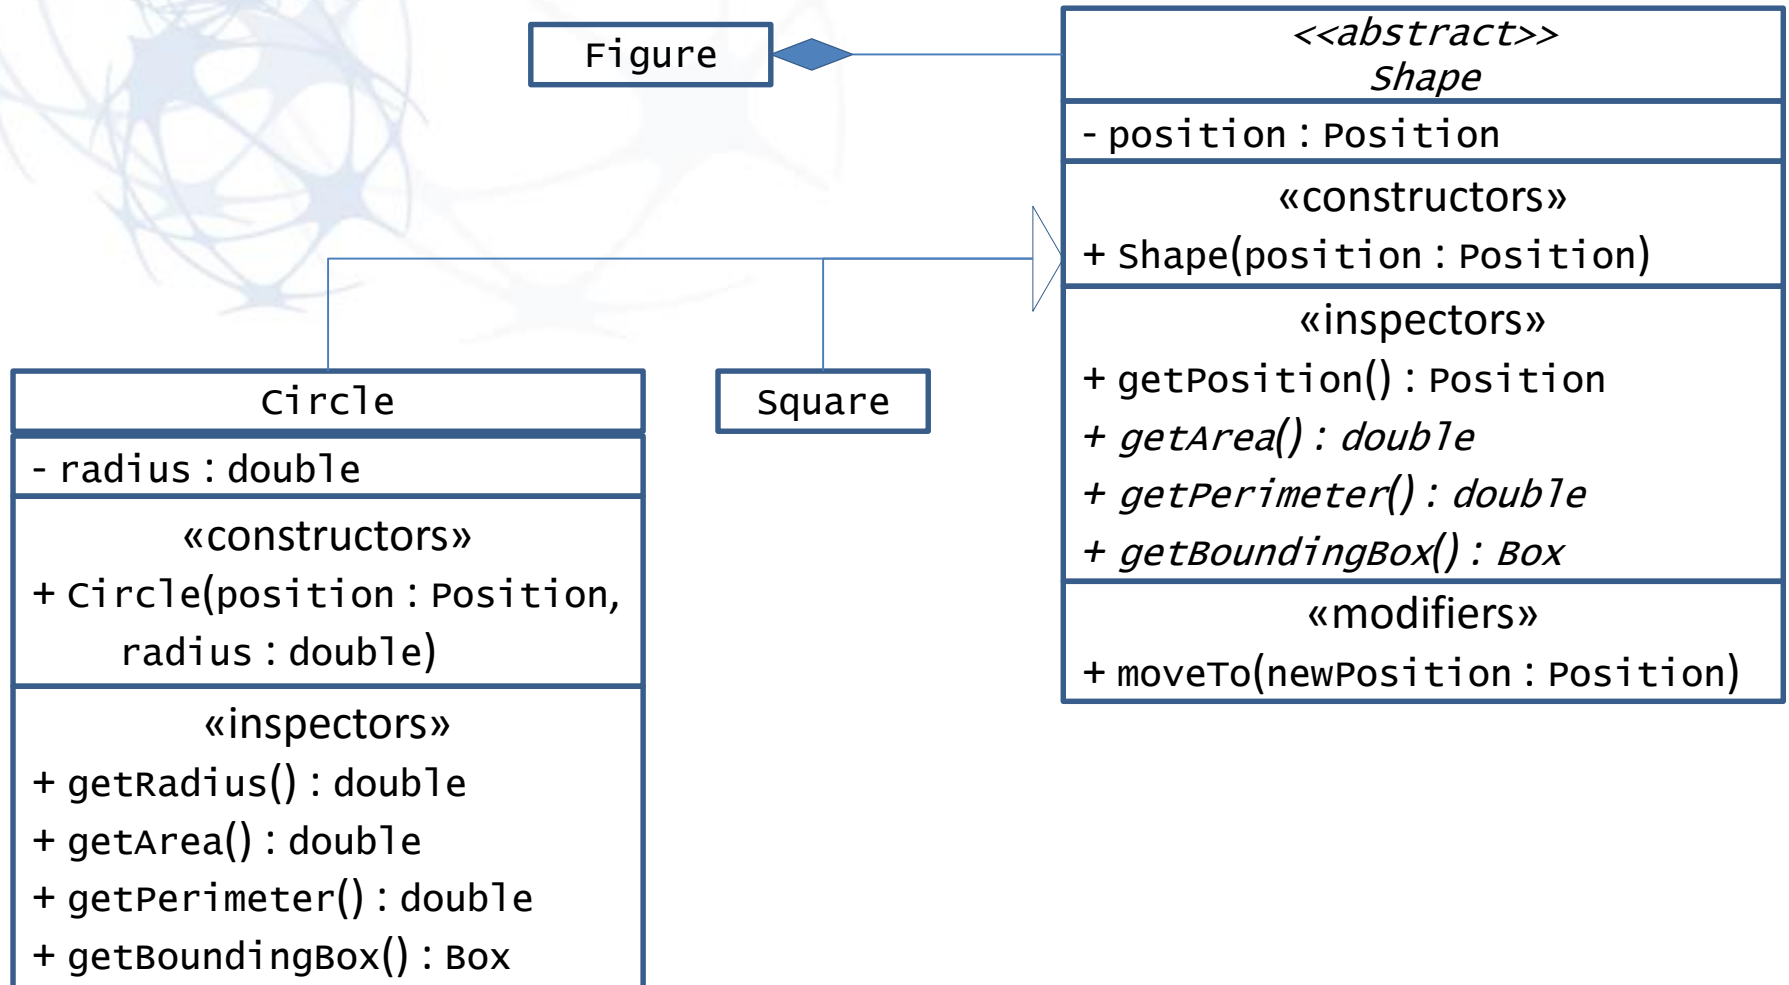 Figure
<<abstract>>
Shape
- position : Position
«constructors»
+ Shape(position : Position)
«inspectors»
+ getPosition() : Position
+ getArea() : double
+ getPerimeter() : double
+ getBoundingBox() : Box
«modifiers»
+ moveTo(newPosition : Position)
Circle
- radius : double
«constructors»
+ Circle(position : Position,
radius : double)
«inspectors»
+ getRadius() : double
+ getArea() : double
+ getPerimeter() : double
+ getBoundingBox() : Box
Square